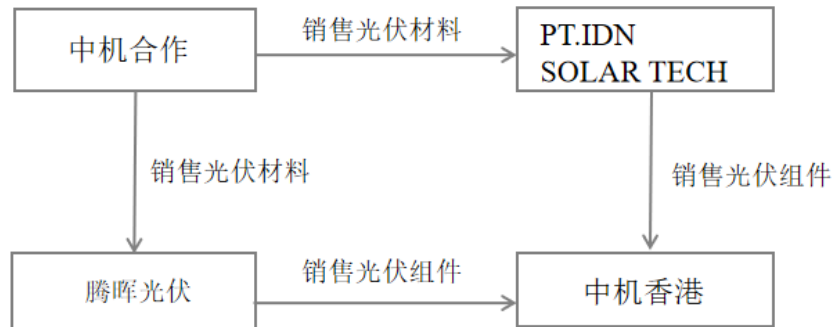 中机合作
销售光伏材料
PT.IDN
SOLAR TECH
销售光伏材料
销售光伏组件
腾晖光伏
销售光伏组件
中机香港